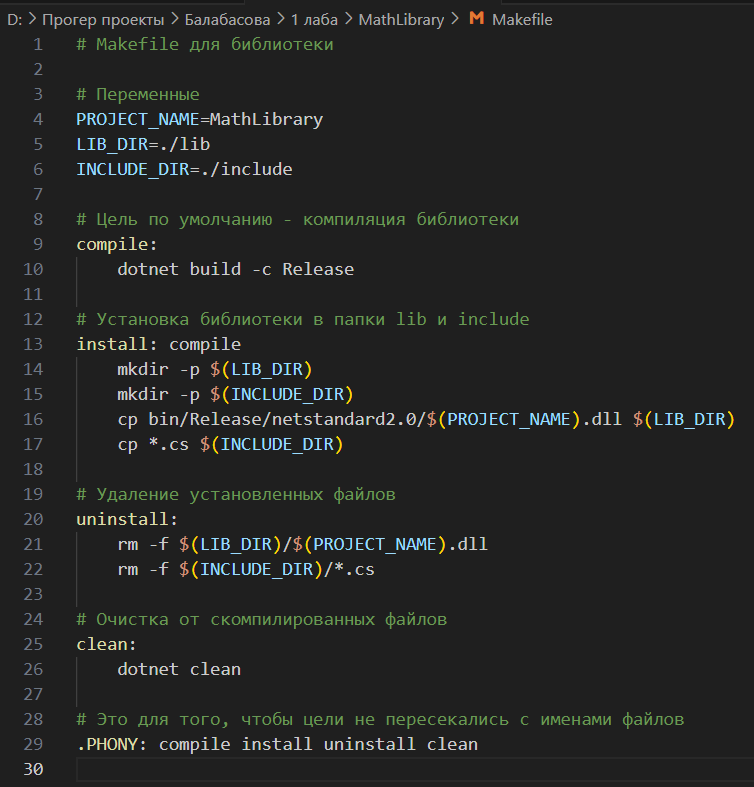 D: > Прогер проекты > Балабасова > 1 лаба > MathLibrary > M Makefile
1 # Makefile для библиотеки
2
3 # Переменные
4 PROJECT_NAME=MathLibrary
5 LIB_DIR=./lib
6 INCLUDE_DIR=./include
7
8 # Цель по умолчанию - компиляция библиотеки
9 compile:
10     dotnet build -c Release
11
12 # Установка библиотеки в папки lib и include
13 install: compile
14     mkdir -p $(LIB_DIR)
15     mkdir -p $(INCLUDE_DIR)
16     cp bin/Release/netstandard2.0/$(PROJECT_NAME).dll $(LIB_DIR)
17     cp *.cs $(INCLUDE_DIR)
18
19 # Удаление установленных файлов
20 uninstall:
21     rm -f $(LIB_DIR)/$(PROJECT_NAME).dll
22     rm -f $(INCLUDE_DIR)/*.cs
23
24 # Очистка от скомпилированных файлов
25 clean:
26     dotnet clean
27
28 # Это для того, чтобы цели не пересекались с именами файлов
29 .PHONY: compile install uninstall clean
30